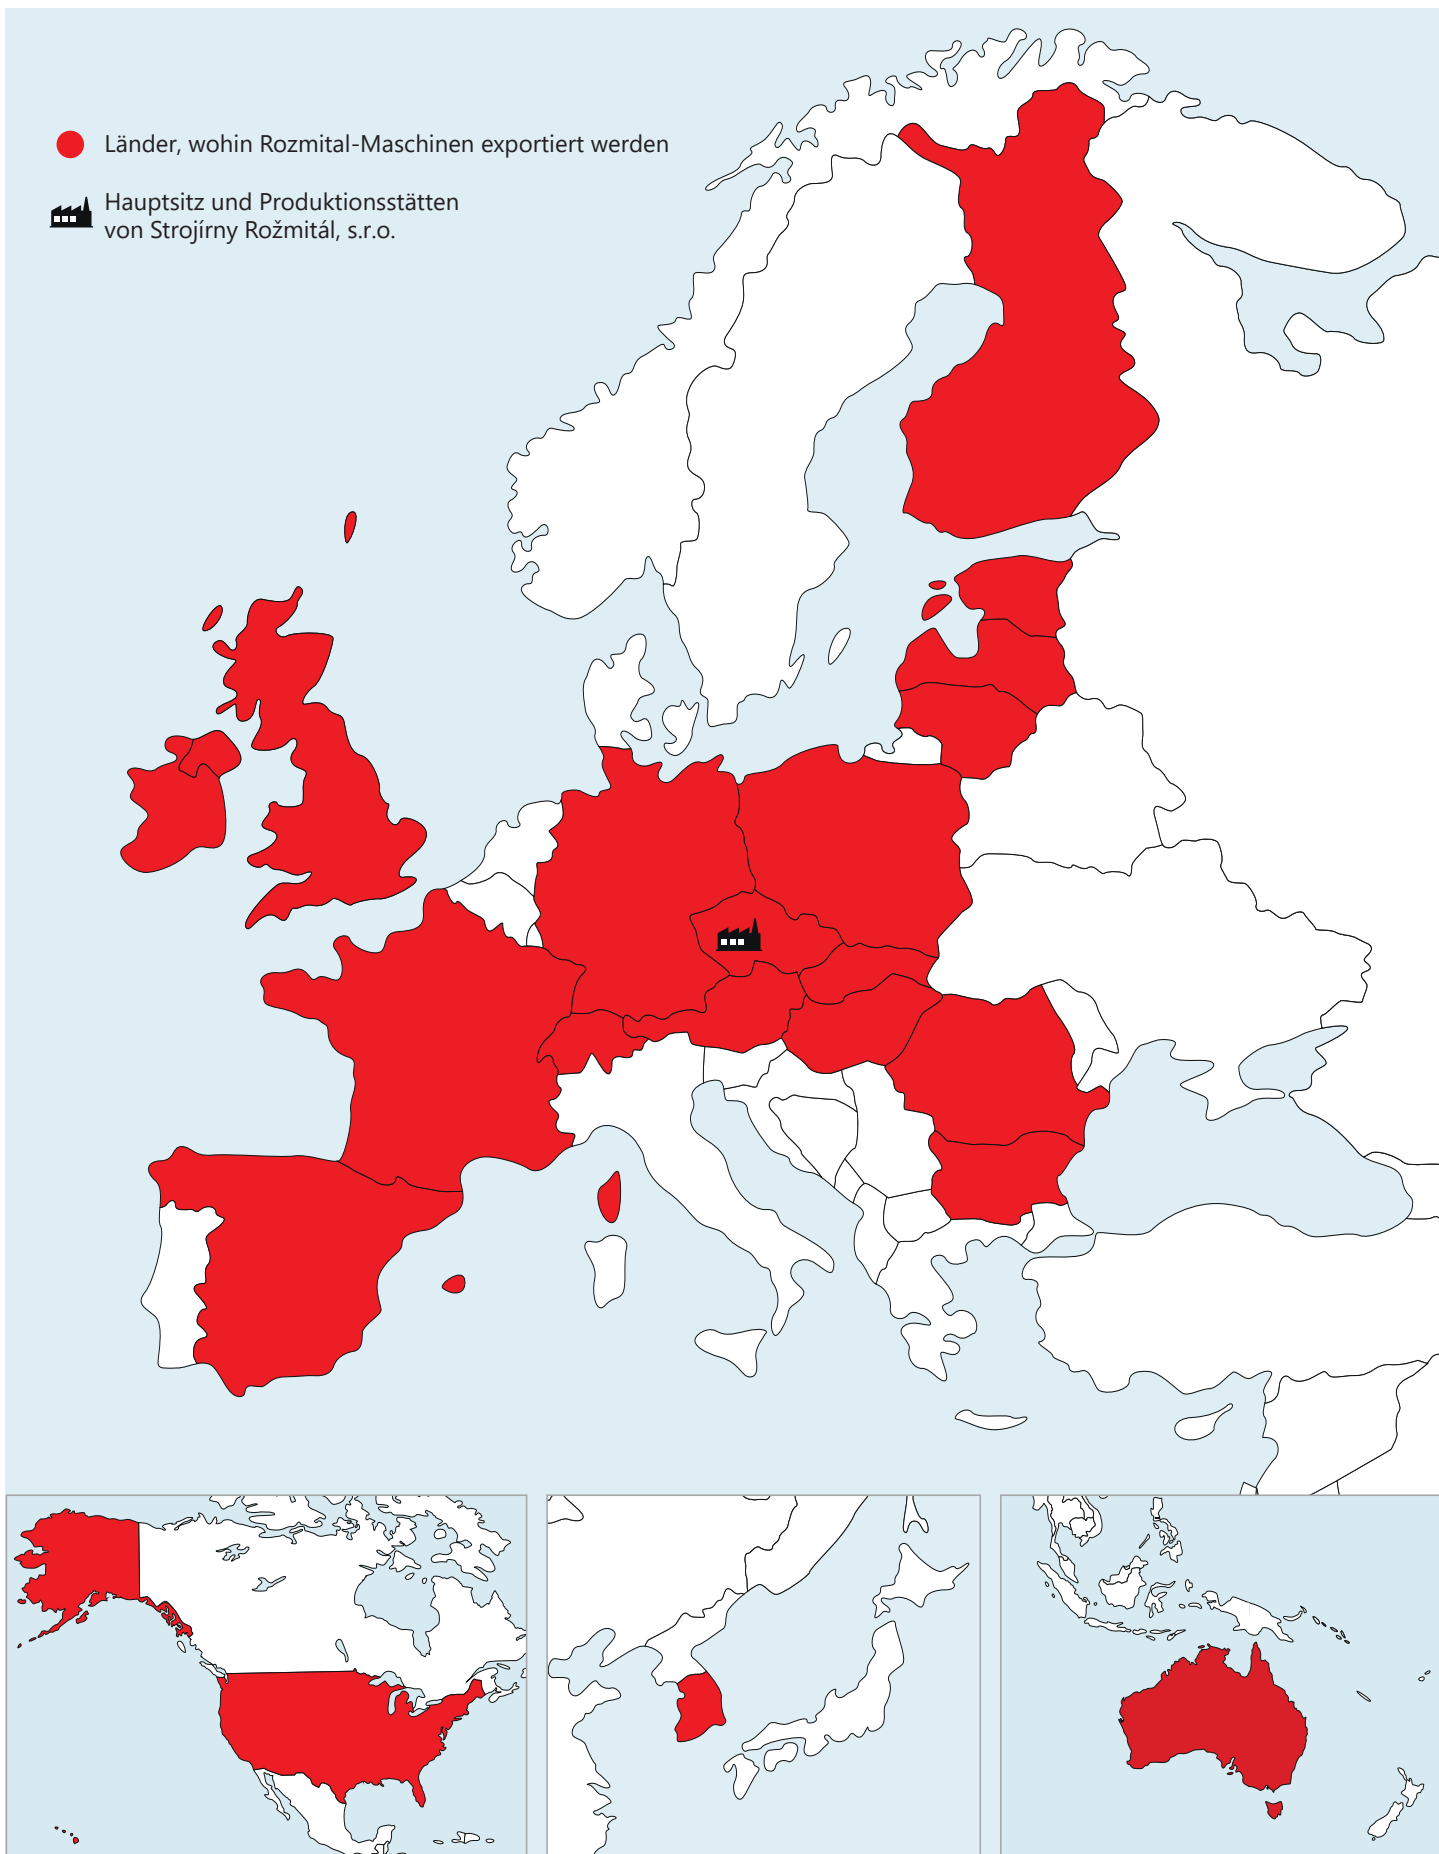 Länder, wohin Rozmital-Maschinen exportiert werden
Hauptsitz und Produktionsstätten
von Strojírny Rožmitál, s.r.o.